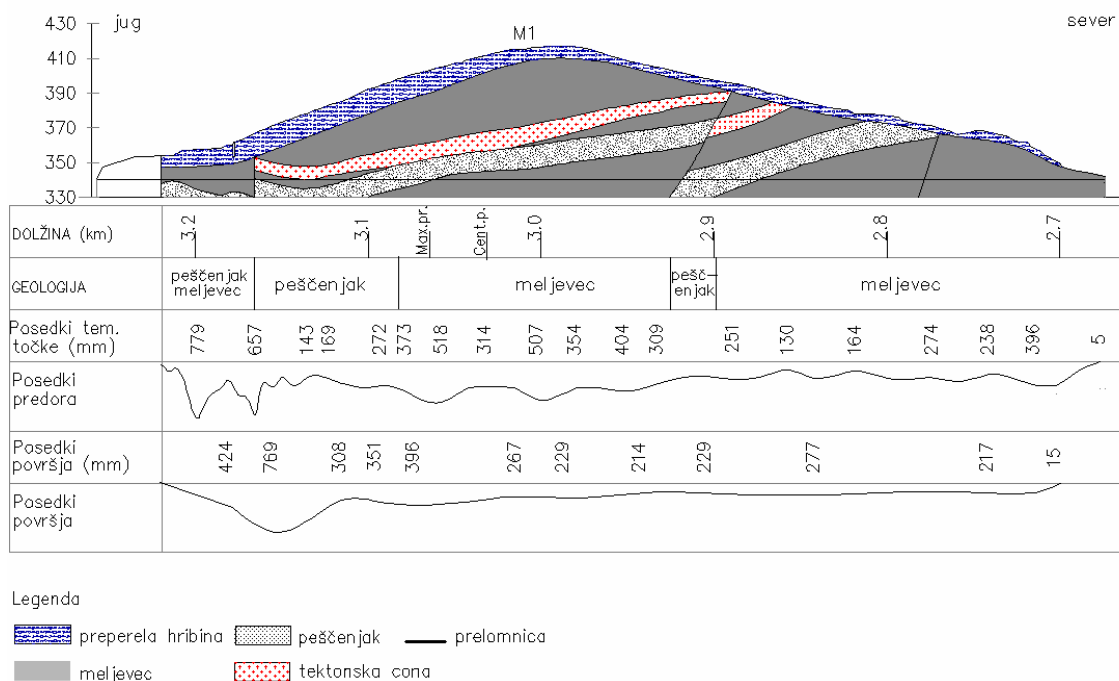 430
jug
sever
M1
410
390
370
350
330
DOLŽINA (km)
3.2
3.1
Max.pr.
Cent.p.
3.0
2.9
2.8
2.7
GEOLOGIJA
peščenjak
meljevec
peščenjak
meljevec
pešč–
enjak
meljevec
Posedki tem.
točke (mm)
779
657
143
169
272
373
518
314
507
354
404
309
251
130
164
274
238
396
5
Posedki
predora
Posedki
površja (mm)
424
769
308
351
396
267
229
214
229
277
217
15
Posedki
površja
Legenda
preperela hribina
peščenjak
prelomnica
meljevec
tektonska cona